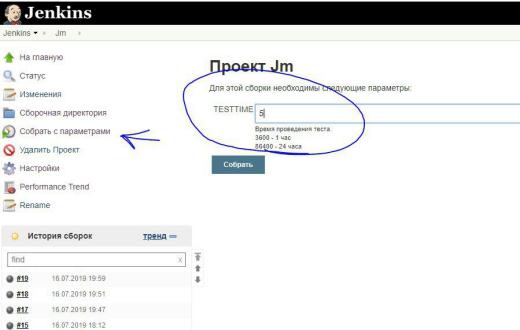 Jenkins
Jenkins Jm
На главную
Статус
Изменения
Сборочная директория
Собрать с параметрами
Удалить Проект
Настройки
Performance Trend
Rename
Проект Jm
Для этой сборки необходимы следующие параметры:
TESTTIME 5
Время проведения теста
3600 - 1 час
86400 - 24 часа
Собрать
История сборок тренд
find x
#19 16.07.2019 19:59
#18 16.07.2019 19:51
#17 16.07.2019 19:47
#15 16.07.2019 18:12